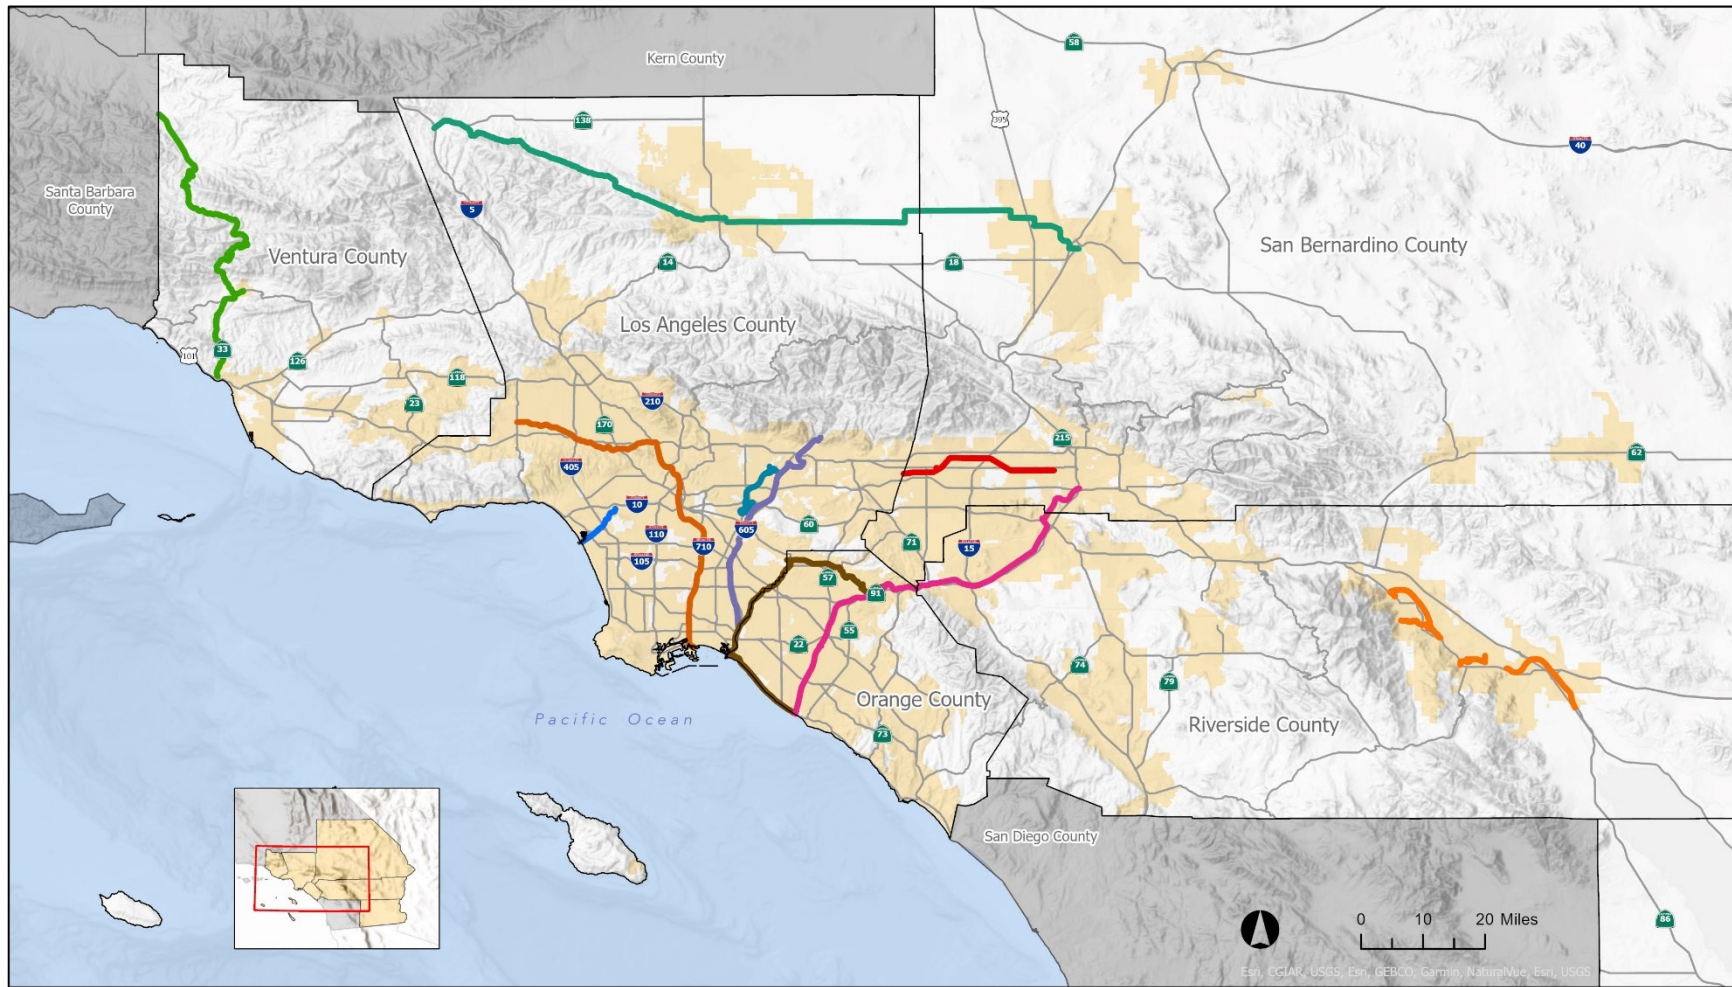 Kern County
58
138
395
40
Santa Barbara
County
5
Ventura County
San Bernardino County
14
18
Los Angeles County
33
101
126
118
23
210
170
215
405
62
10
110
605
60
710
105
71
15
57
91
22
55
74
79
Orange County
Pacific Ocean
73
Riverside County
San Diego County
0 10 20 Miles
86
Esri, CGIAR, USGS, Esri, GEBCO, Garmin, NaturalVue, Esri, USGS